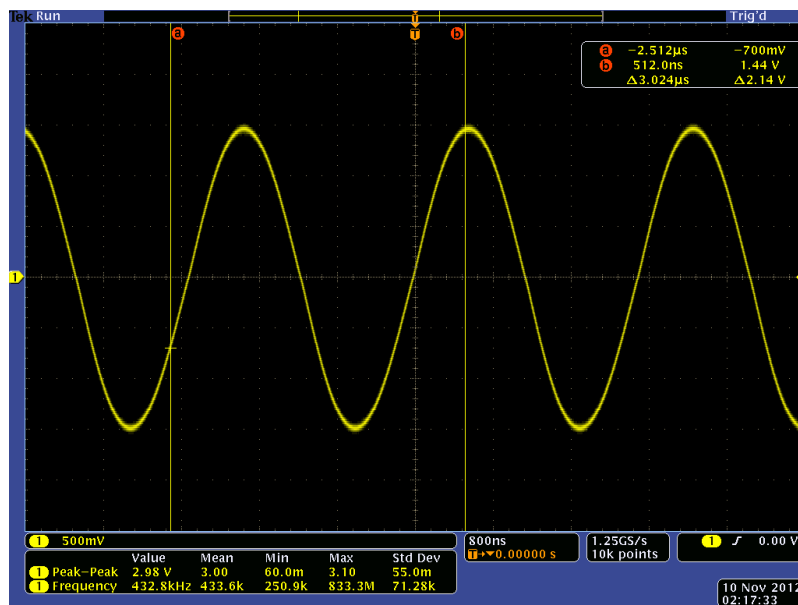 Tek Run Trig'd
a b
T
T
a −2.512µs −700mV
b 512.0ns 1.44 V
Δ3.024µs Δ2.14 V
1
1 500mV 800ns 1.25GS/s 1 0.00 V
T→▼0.00000 s 10k points
Value Mean Min Max Std Dev
1 Peak–Peak 2.98 V 3.00 60.0m 3.10 55.0m
1 Frequency 432.8kHz 433.6k 250.9k 833.3M 71.28k
10 Nov 2012
02:17:33